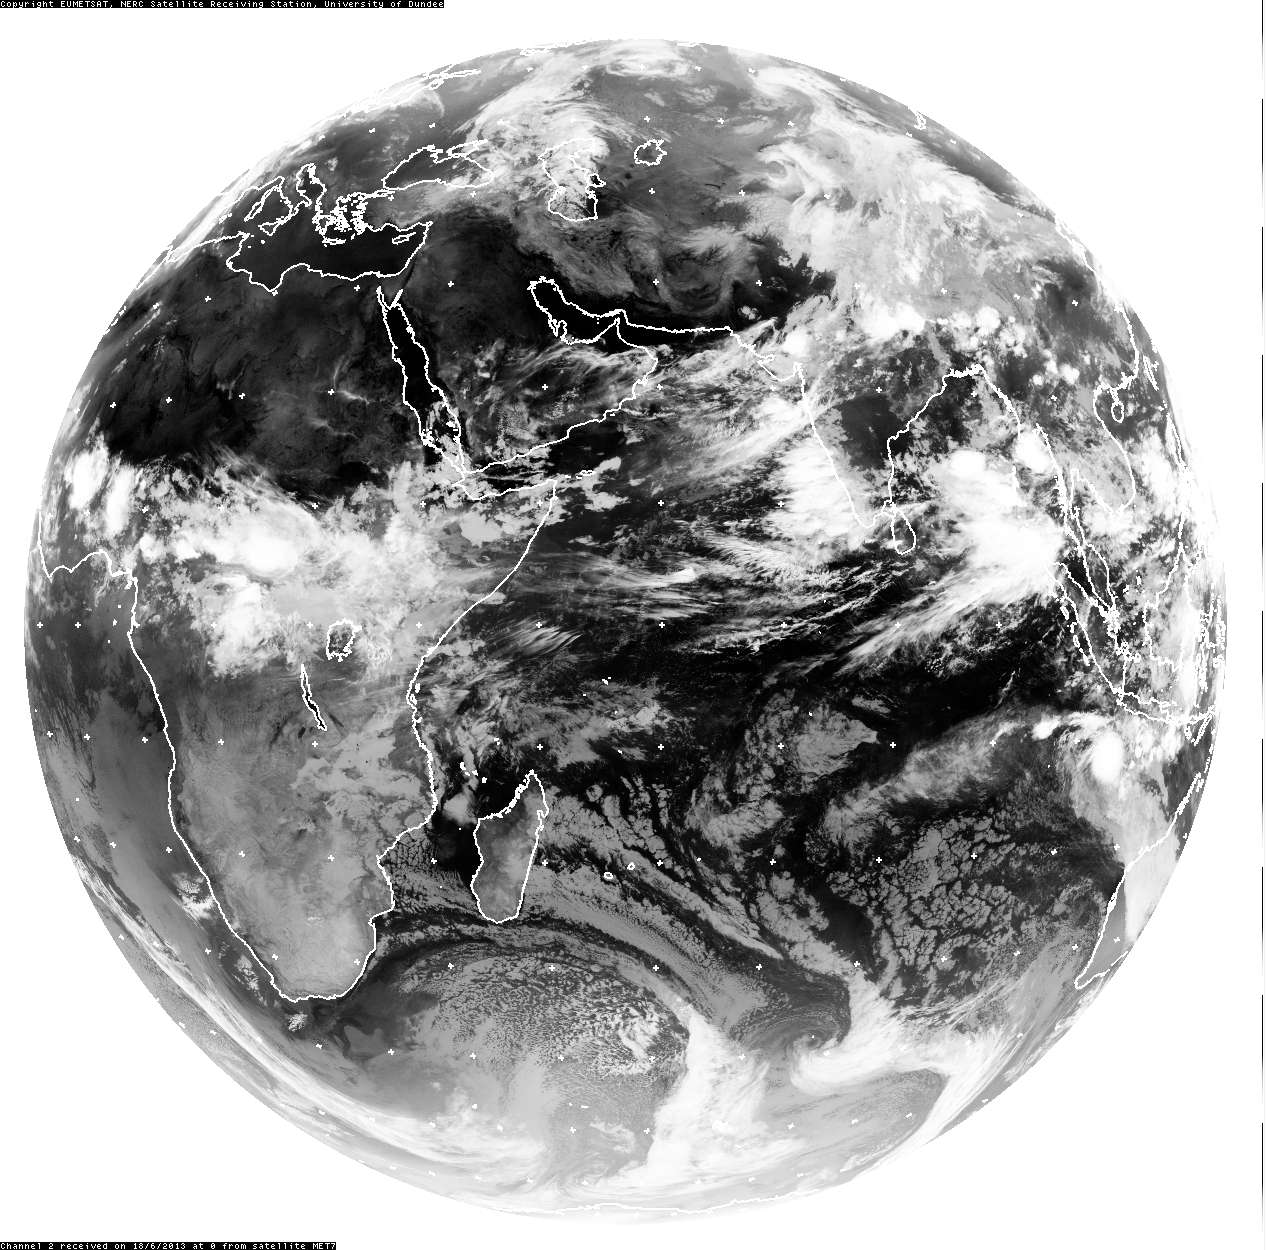 Copyright EUMETSAT, NERC Satellite Receiving Station, University of Dundee
Channel 2 received on 18/6/2013 at 0 from satellite MET7